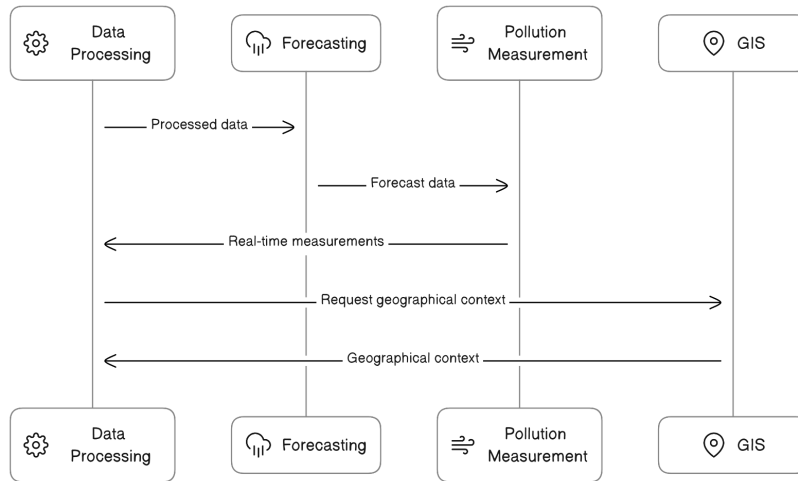 Data
Processing
Forecasting
Pollution
Measurement
GIS
Processed data
Forecast data
Real-time measurements
Request geographical context
Geographical context
Data
Processing
Forecasting
Pollution
Measurement
GIS